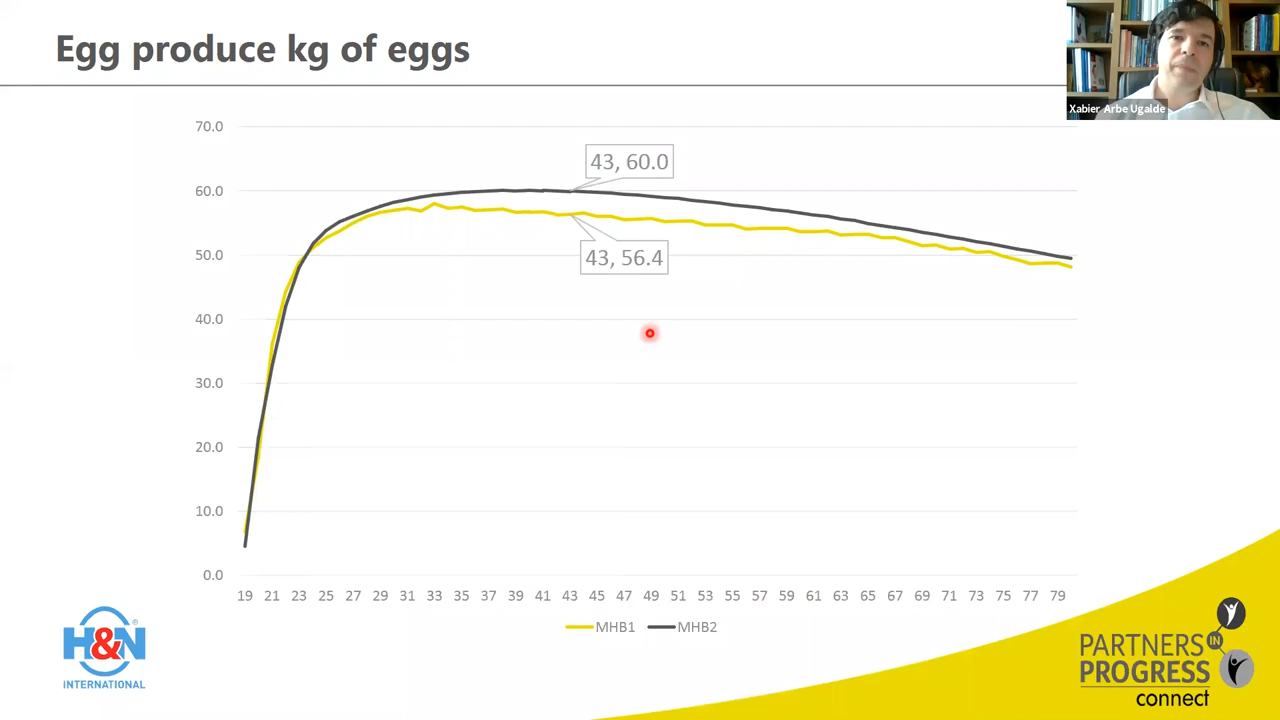 Egg produce kg of eggs
Xabier Arbe Ugalde
70.0
60.0
50.0
40.0
30.0
20.0
10.0
0.0
43, 60.0
43, 56.4
19 21 23 25 27 29 31 33 35 37 39 41 43 45 47 49 51 53 55 57 59 61 63 65 67 69 71 73 75 77 79
MHB1 MHB2
H&N
®
INTERNATIONAL
PARTNERS IN
PROGRESS
connect